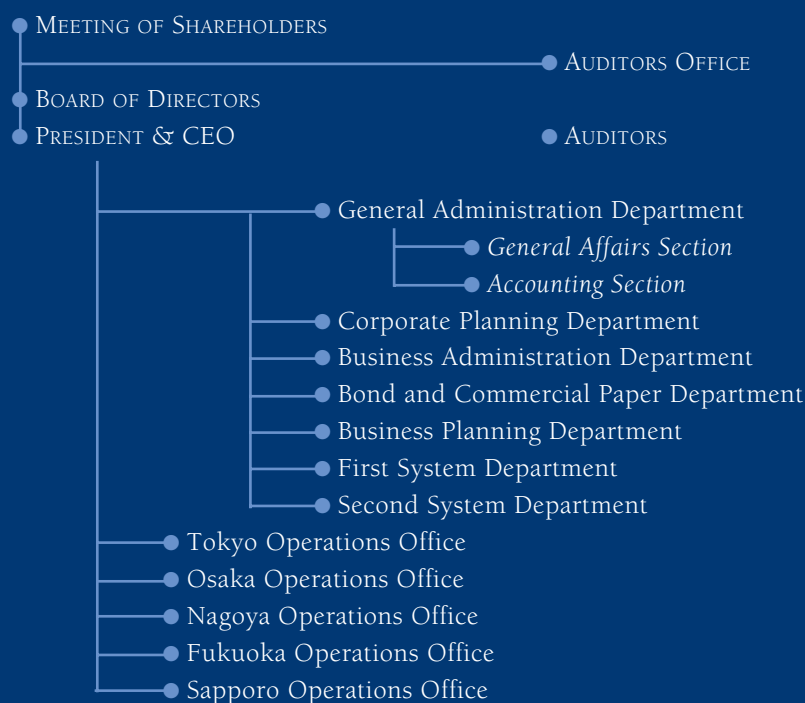 Meeting of Shareholders
Auditors Office
Board of Directors
President & CEO
Auditors
General Administration Department
General Affairs Section
Accounting Section
Corporate Planning Department
Business Administration Department
Bond and Commercial Paper Department
Business Planning Department
First System Department
Second System Department
Tokyo Operations Office
Osaka Operations Office
Nagoya Operations Office
Fukuoka Operations Office
Sapporo Operations Office